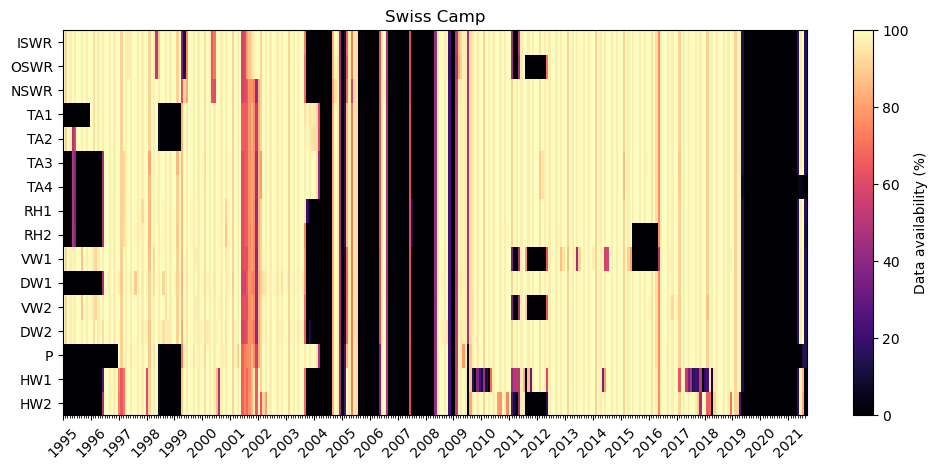 Swiss Camp
ISWR
OSWR
NSWR
TA1
TA2
TA3
TA4
RH1
RH2
VW1
DW1
VW2
DW2
P
HW1
HW2
1995 1996 1997 1998 1999 2000 2001 2002 2003 2004 2005 2006 2007 2008 2009 2010 2011 2012 2013 2014 2015 2016 2017 2018 2019 2020 2021
100
80
60
40
20
0
Data availability (%)